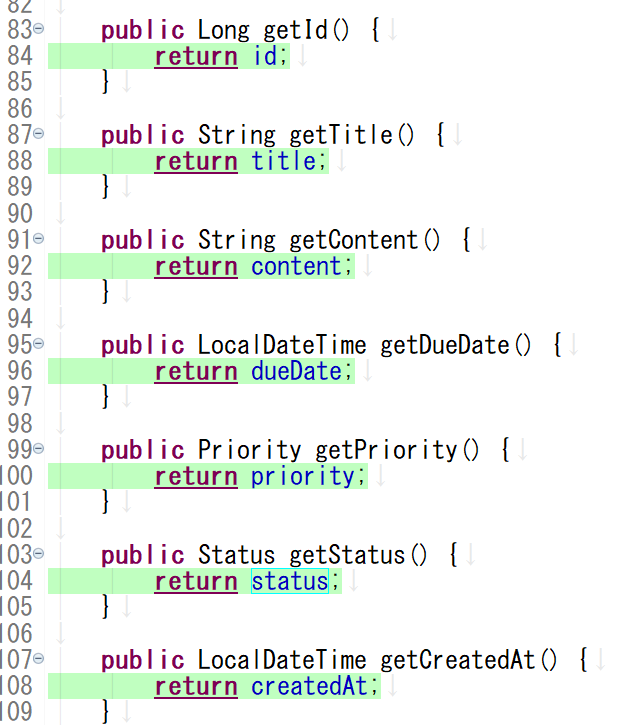 82
83 public Long getId() {
84 return id;
85 }
86
87 public String getTitle() {
88 return title;
89 }
90
91 public String getContent() {
92 return content;
93 }
94
95 public LocalDateTime getDueDate() {
96 return dueDate;
97 }
98
99 public Priority getPriority() {
100 return priority;
101 }
102
103 public Status getStatus() {
104 return status;
105 }
106
107 public LocalDateTime getCreatedAt() {
108 return createdAt;
109 }